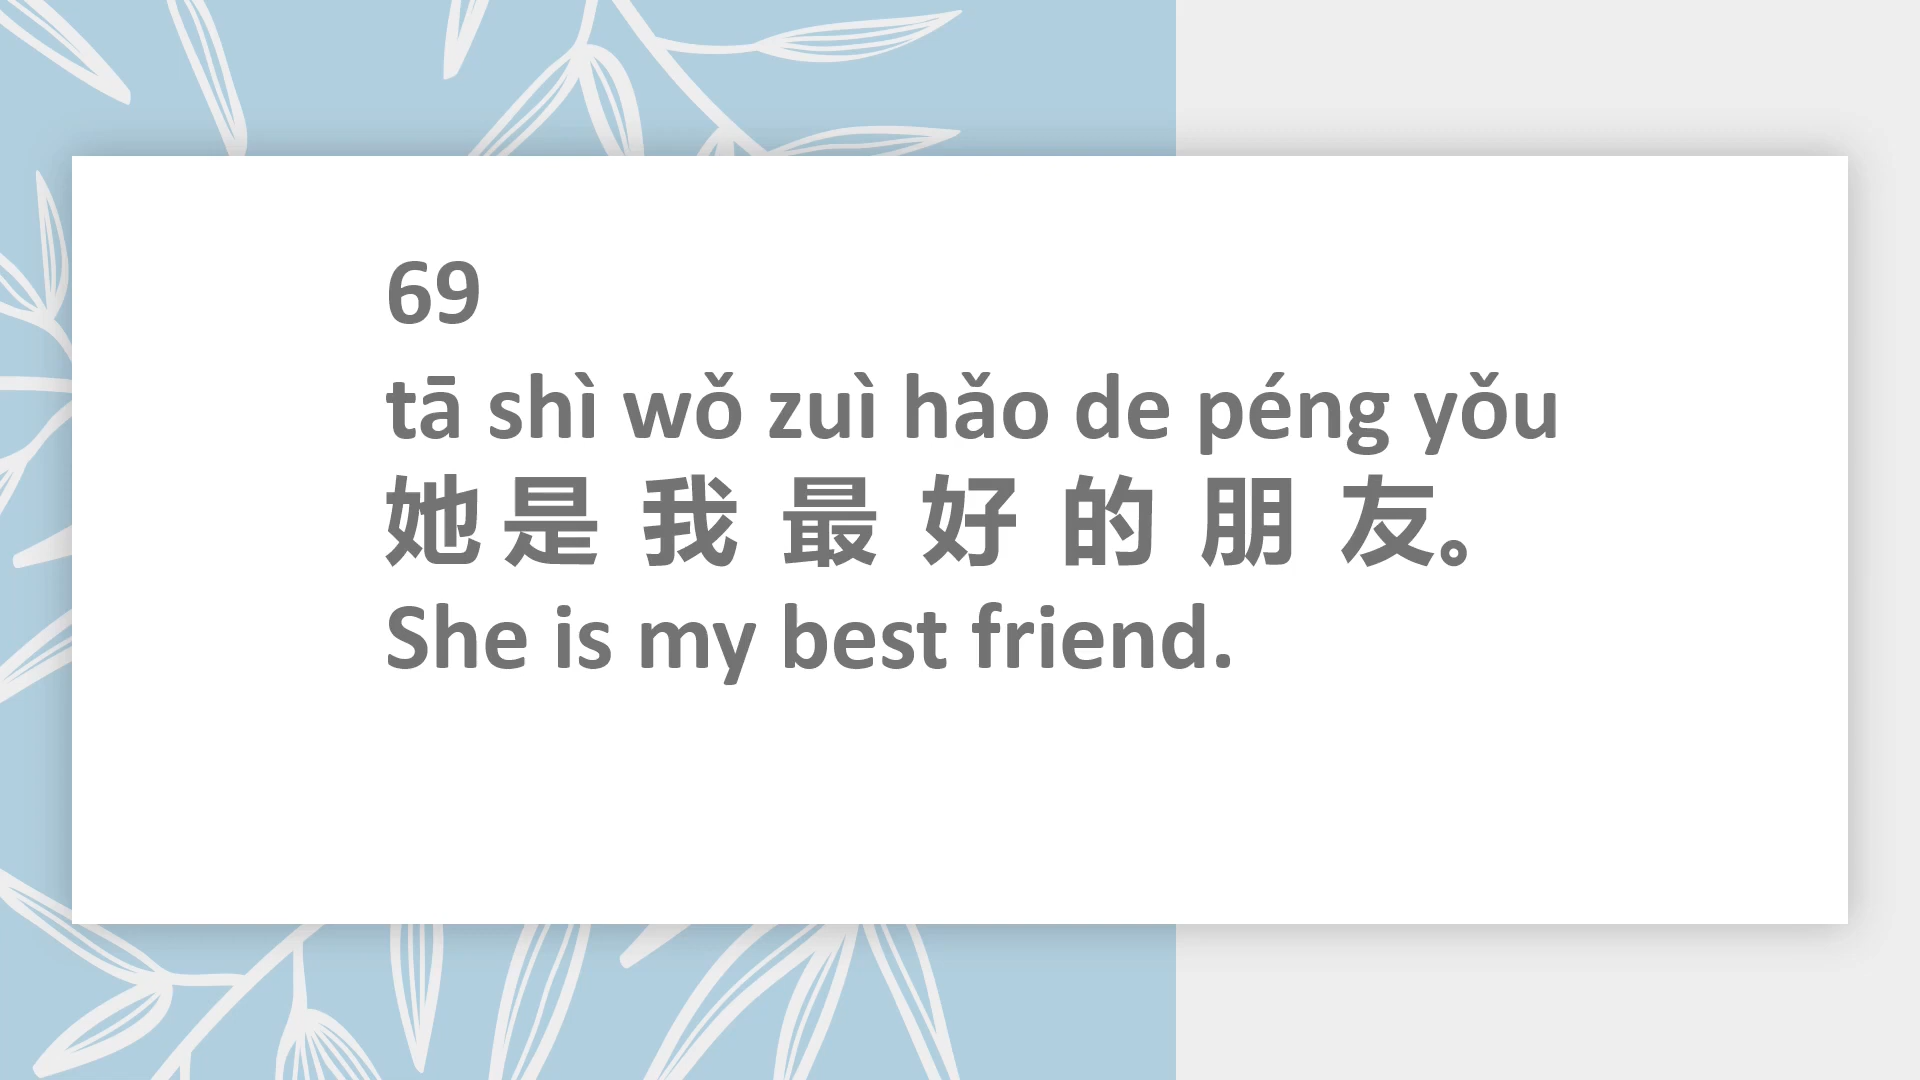 69
tā shì wǒ zuì hǎo de péng yǒu
她 是 我 最 好 的 朋 友。
She is my best friend.